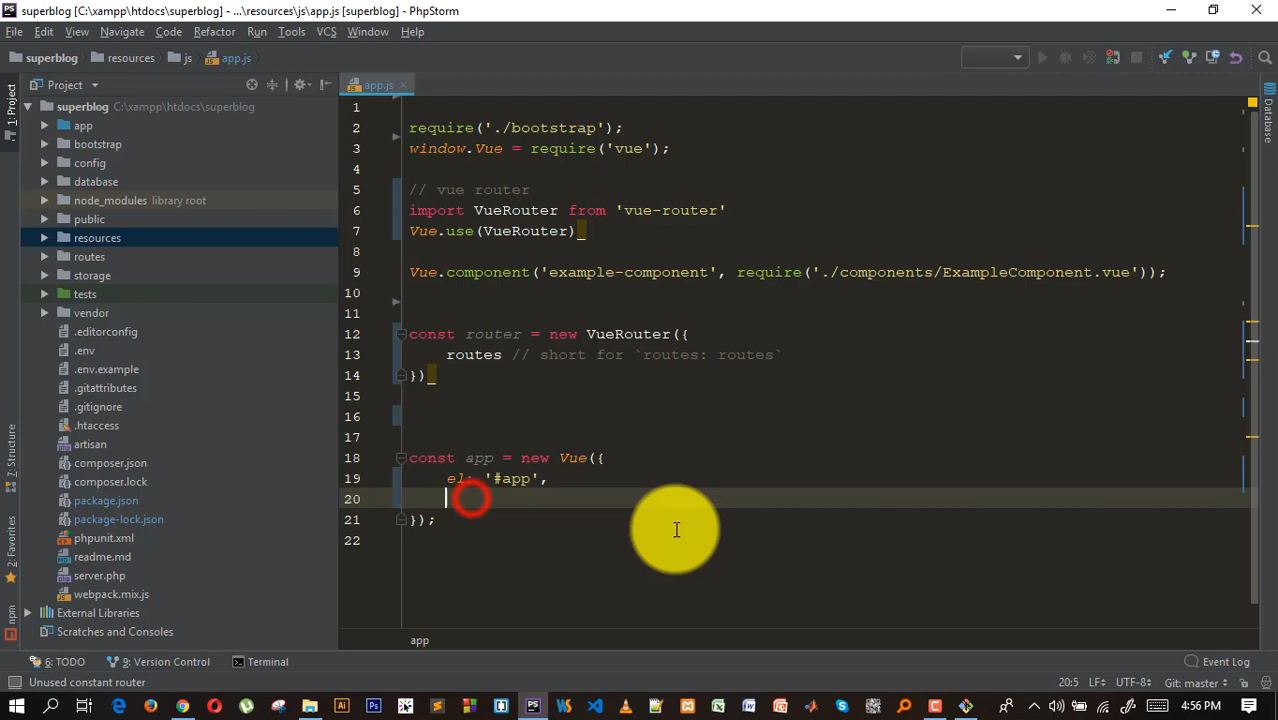 superblog [C:\xampp\htdocs\superblog] - ...\resources\js\app.js [superblog] - PhpStorm
File Edit View Navigate Code Refactor Run Tools VCS Window Help
superblog resources js app.js
Project
app.js
superblog C:\xampp\htdocs\superblog
app
bootstrap
config
database
node_modules library root
public
resources
routes
storage
tests
vendor
.editorconfig
.env
.env.example
.gitattributes
.gitignore
.htaccess
artisan
composer.json
composer.lock
package.json
package-lock.json
phpunit.xml
readme.md
server.php
webpack.mix.js
External Libraries
Scratches and Consoles
1: Project
7: Structure
2: Favorites
npm
Database
1
2 require('./bootstrap');
3 window.Vue = require('vue');
4
5 // vue router
6 import VueRouter from 'vue-router'
7 Vue.use(VueRouter)
8
9 Vue.component('example-component', require('./components/ExampleComponent.vue'));
10
11
12 const router = new VueRouter({
13 routes // short for `routes: routes`
14 })
15
16
17
18 const app = new Vue({
19 el: '#app',
20
21 });
22
app
6: TODO 9: Version Control Terminal Event Log
Unused constant router 20:5 LF UTF-8 Git: master
4:56 PM